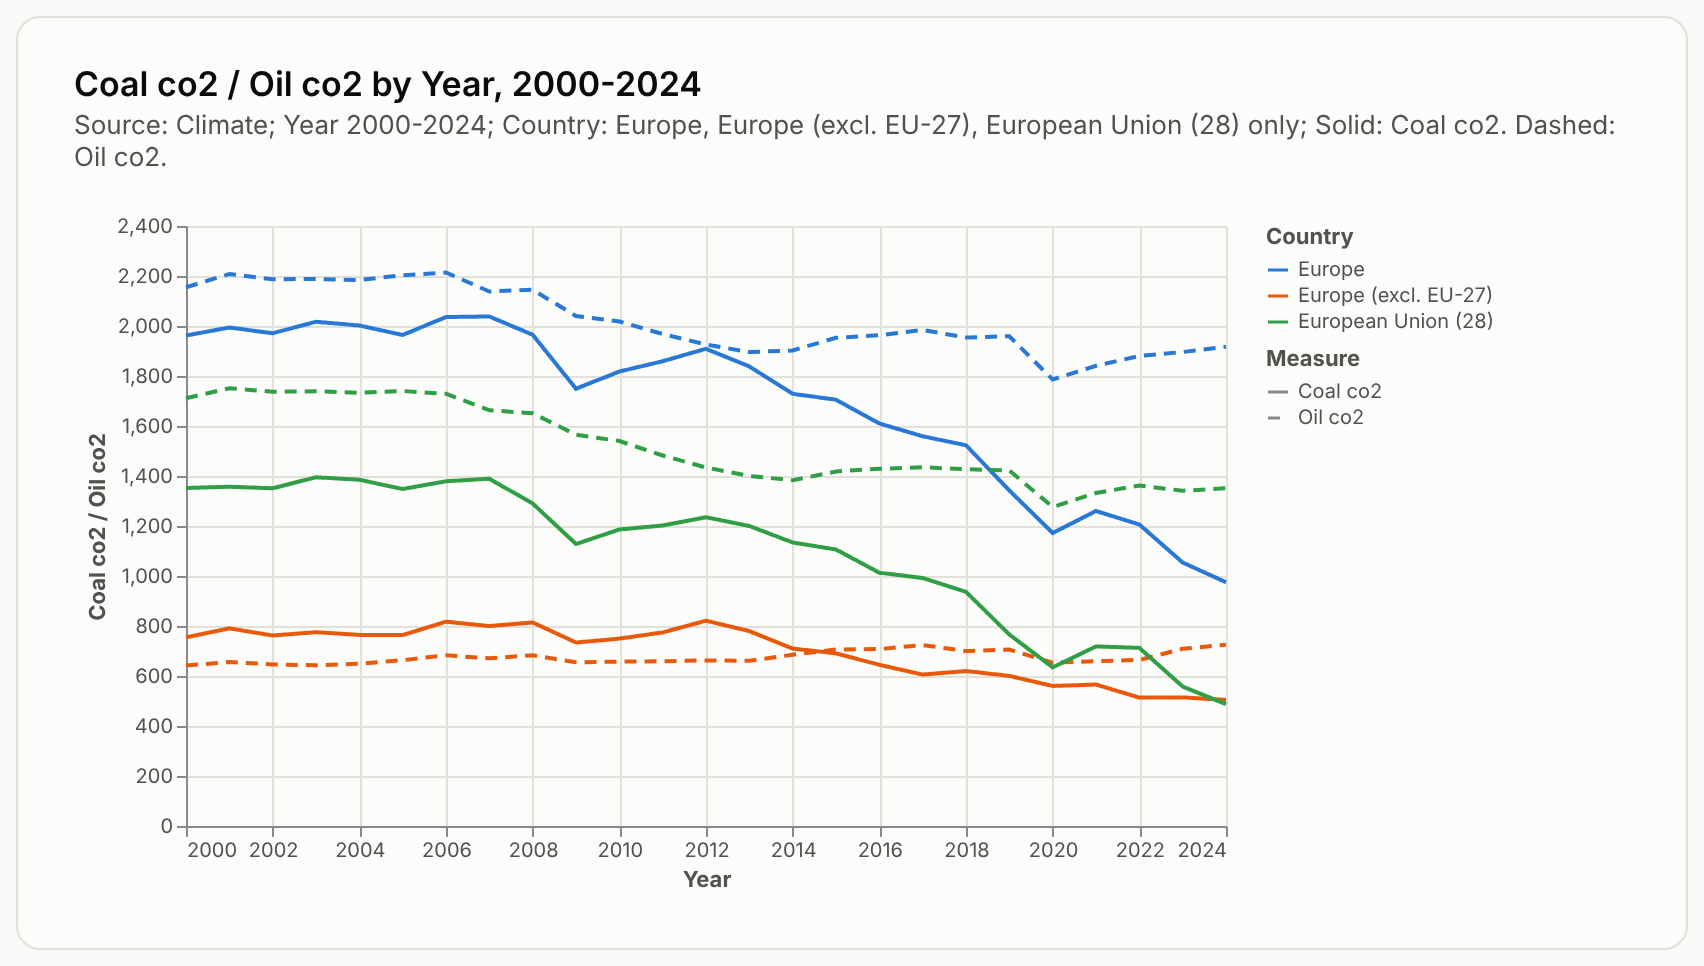 Coal co2 / Oil co2 by Year, 2000-2024
Source: Climate; Year 2000-2024; Country: Europe, Europe (excl. EU-27), European Union (28) only; Solid: Coal co2. Dashed:
Oil co2.
Coal co2 / Oil co2
2,400
2,200
2,000
1,800
1,600
1,400
1,200
1,000
800
600
400
200
0
2000 2002 2004 2006 2008 2010 2012 2014 2016 2018 2020 2022 2024
Year
Country
Europe
Europe (excl. EU-27)
European Union (28)
Measure
Coal co2
Oil co2